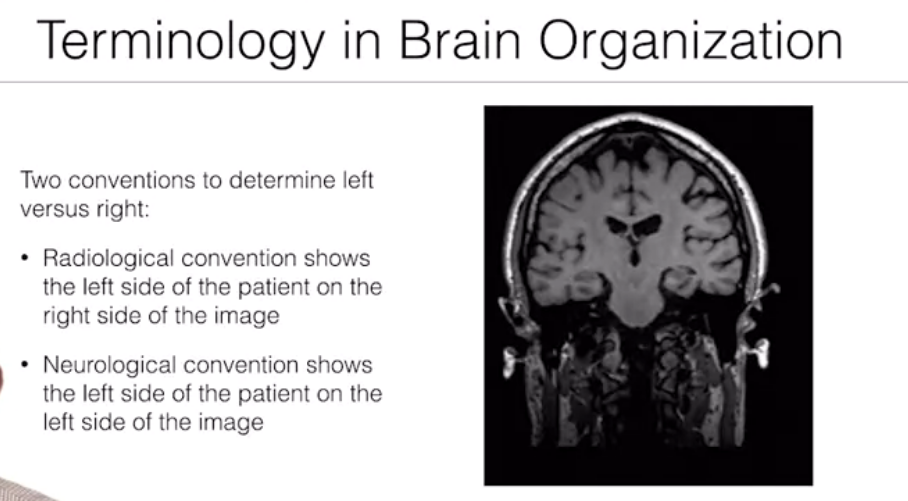 Terminology in Brain Organization
Two conventions to determine left
versus right:
• Radiological convention shows
the left side of the patient on the
right side of the image
• Neurological convention shows
the left side of the patient on the
left side of the image